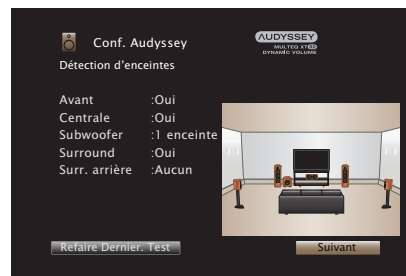 Conf. Audyssey
AUDYSSEY
MULTEQ XT32
DYNAMIC VOLUME
Détection d'enceintes
Avant :Oui
Centrale :Oui
Subwoofer :1 enceinte
Surround :Oui
Surr. arrière :Aucun
Refaire Dernier. Test
Suivant